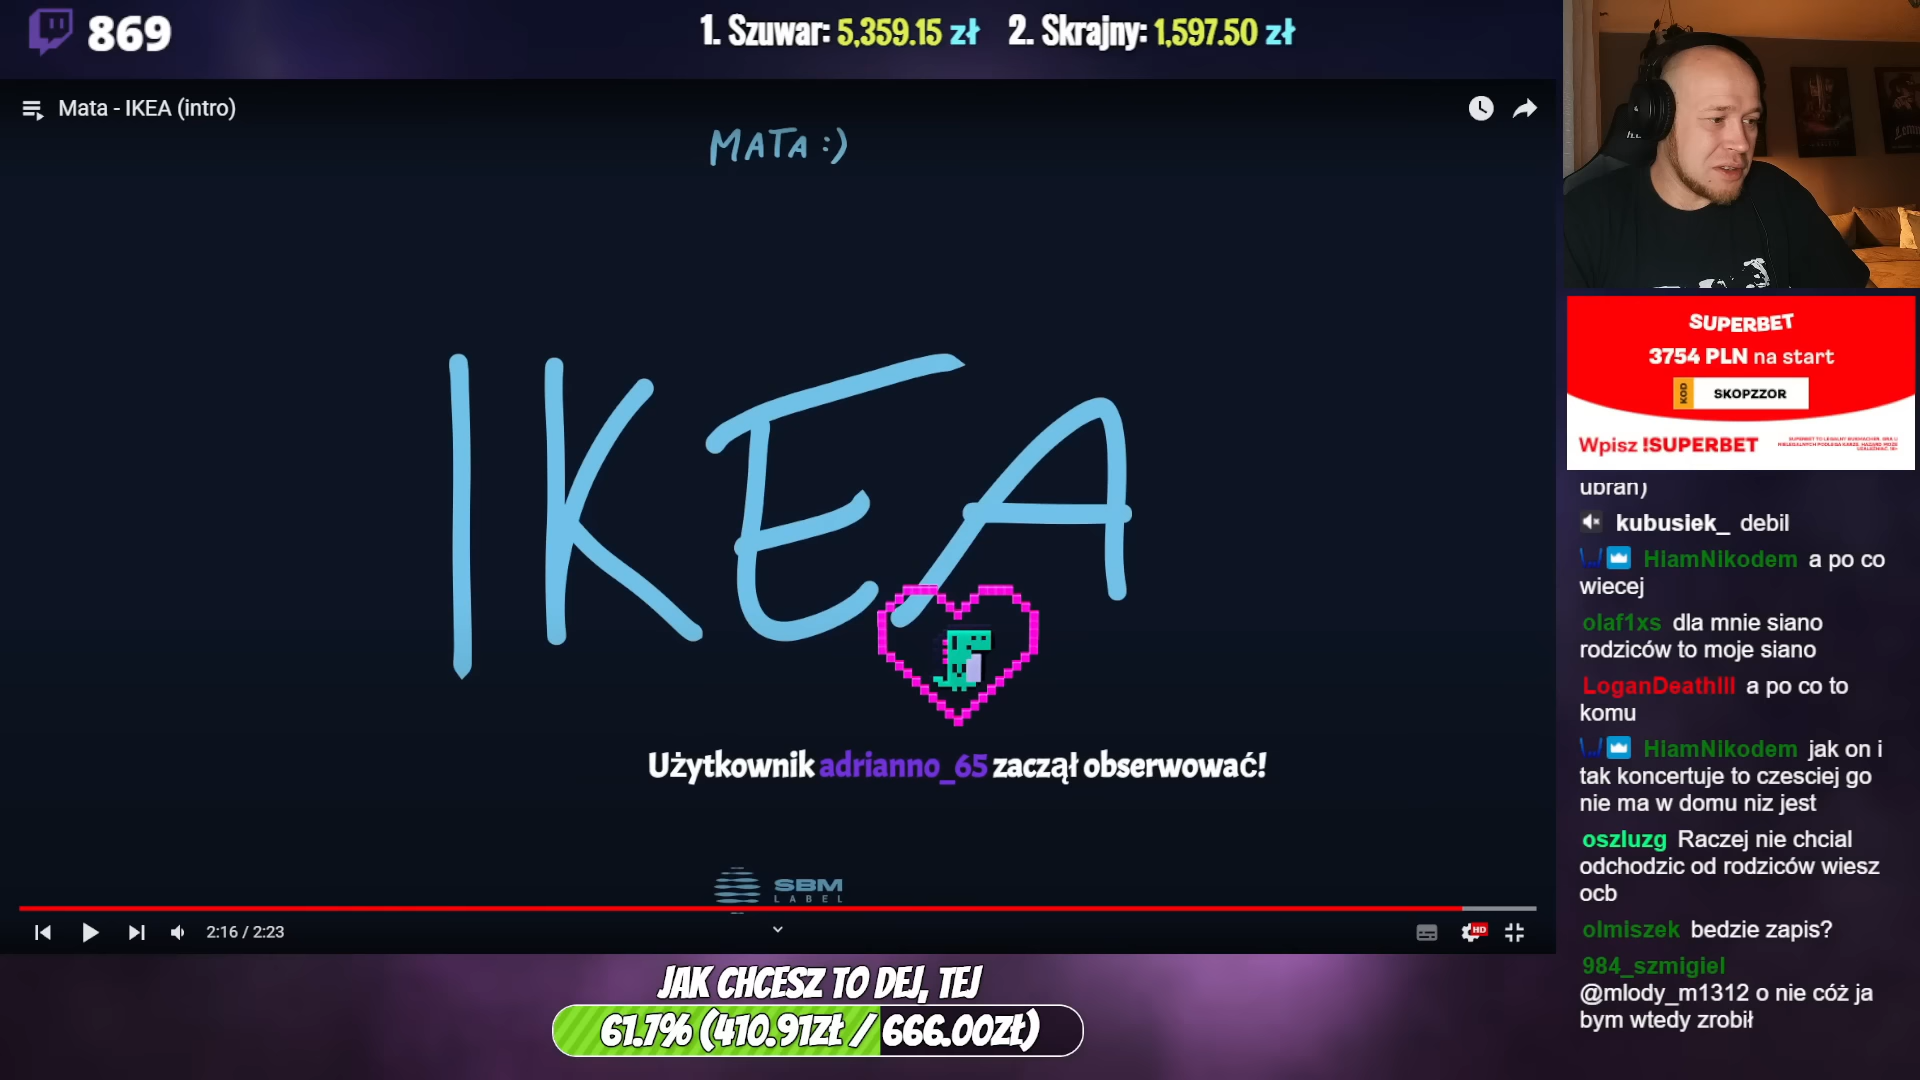 869
1. Szuwar: 5,359.15 zł 2. Skrajny: 1,597.50 zł
Mata - IKEA (intro)
MATA :)
IKEA
Użytkownik adrianno_65 zaczął obserwować!
SBM
LABEL
2:16 / 2:23
HD
JAK CHCESZ TO DEJ, TEJ
61.7% (410.91ZŁ / 666.00ZŁ)
SUPERBET
3754 PLN na start
KOD
SKOPZZOR
Wpisz !SUPERBET
ubrań)
kubusiek_ debil
HiamNikodem a po co
wiecej
olaf1xs dla mnie siano
rodziców to moje siano
LoganDeathlll a po co to
komu
HiamNikodem jak on i
tak koncertuje to czesciej go
nie ma w domu niz jest
oszluzg Raczej nie chcial
odchodzic od rodziców wiesz
ocb
olmiszek bedzie zapis?
984_szmigiel
@mlody_m1312 o nie cóż ja
bym wtedy zrobił